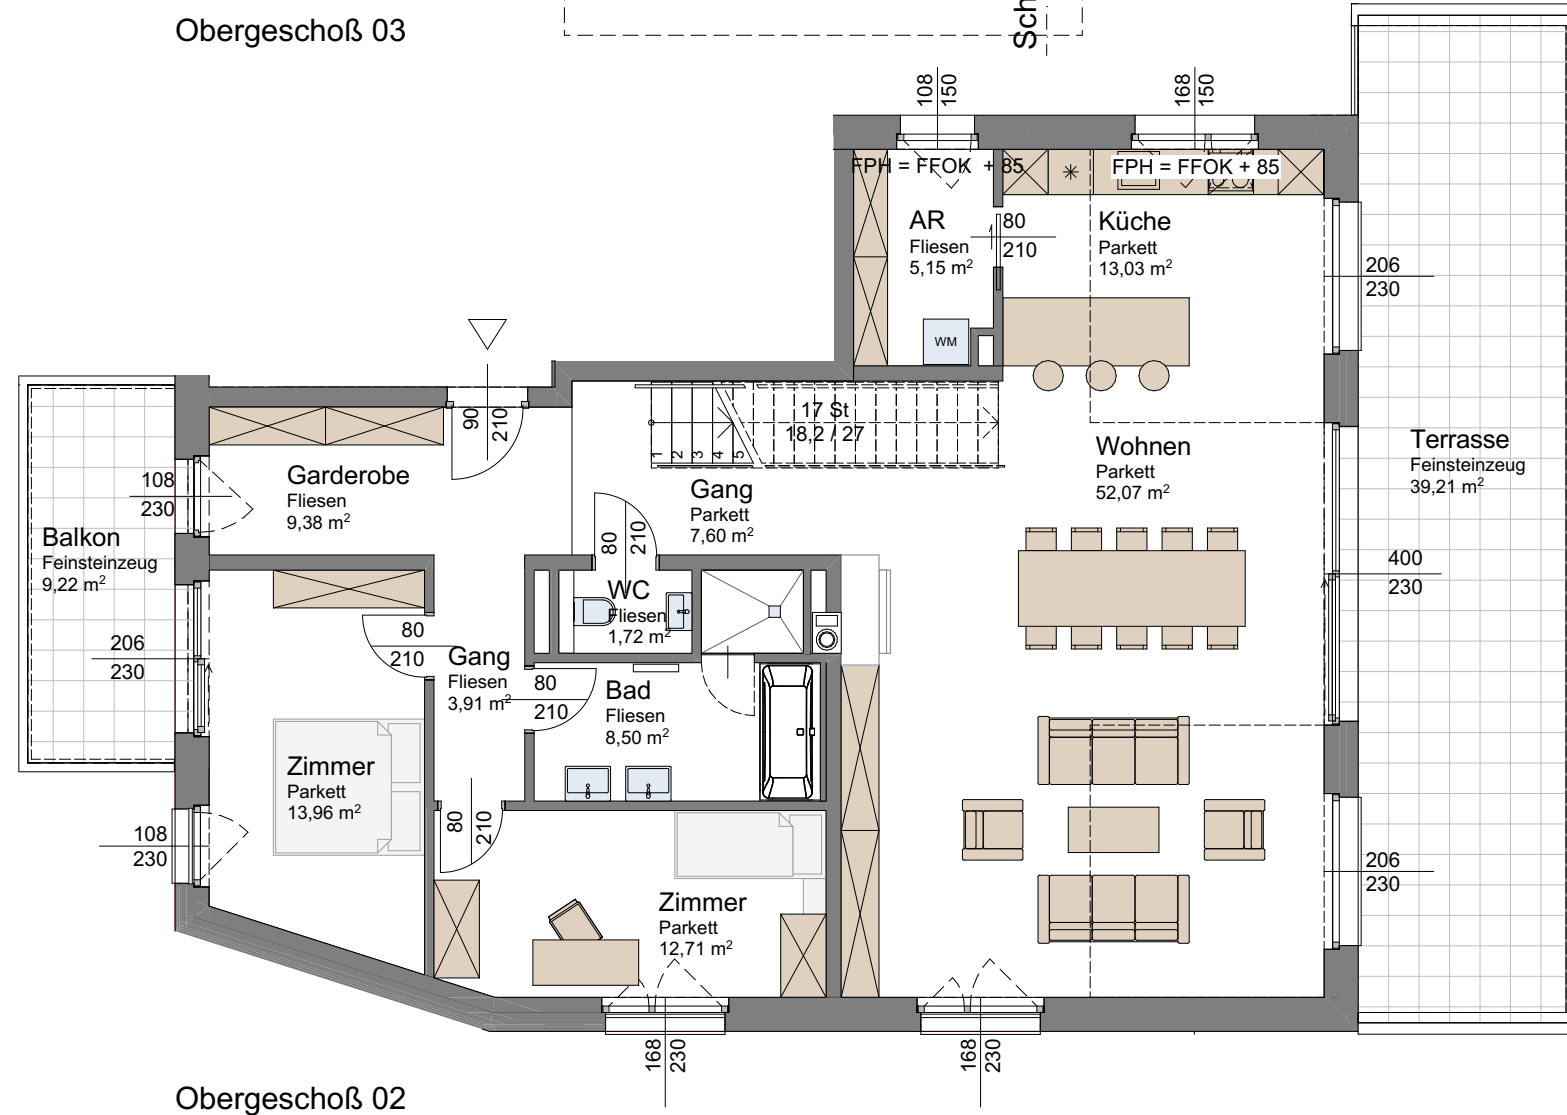 Obergeschoß 03
Sch
108
150
168
150
FPH = FFOK + 85
FPH = FFOK + 85
AR
Fliesen
5,15 m²
80
210
Küche
Parkett
13,03 m²
206
230
WM
90
210
17 St
18,2 / 27
1
2
3
4
5
Wohnen
Parkett
52,07 m²
Terrasse
Feinsteinzeug
39,21 m²
Garderobe
Fliesen
9,38 m²
108
230
Gang
Parkett
7,60 m²
Balkon
Feinsteinzeug
9,22 m²
80
210
400
230
WC
Fliesen
1,72 m²
206
230
80
210
Gang
Fliesen
3,91 m²
80
210
Bad
Fliesen
8,50 m²
Zimmer
Parkett
13,96 m²
108
230
80
210
206
230
Zimmer
Parkett
12,71 m²
168
230
168
230
Obergeschoß 02